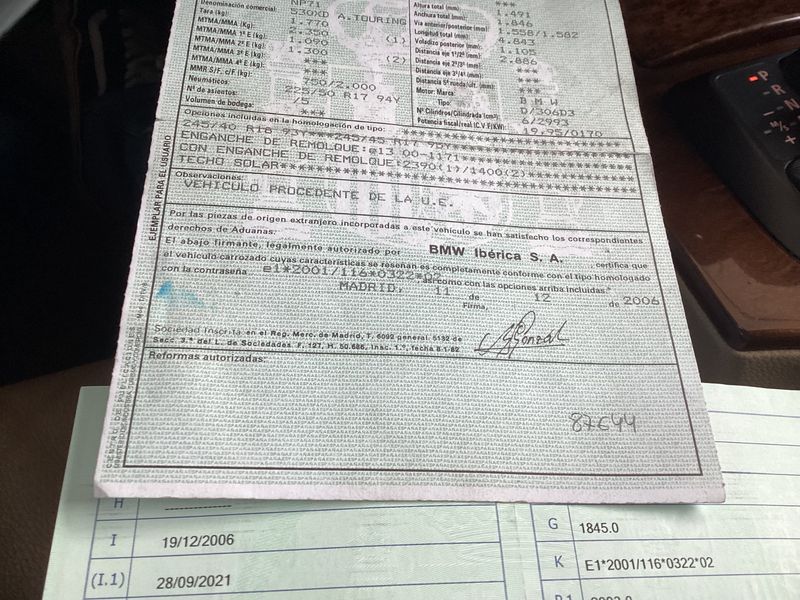 Denominación comercial: NP71
530XD A.TOURING
Tara (kg): 1.770
MTMA/MMA (Kg): 2.350
MTMA/MMA 1º E (kg): 1.090 (1)
MTMA/MMA 2º E (kg): 1.300
MTMA/MMA 3º E (kg): *** (2)
MTMA/MMA 4º E (kg): ***
MMR S/F. c/F (kg): 750/2.000
Neumáticos: 225/50 R17 94Y
Nº de asientos: /5
Volumen de bodega: ***
Altura total (mm): 1.491
Anchura total (mm): 1.846
Vía anterior/posterior (mm): 1.558/1.582
Longitud total (mm): 4.843
Voladizo posterior (mm): 1.105
Distancia eje 1º/2º (mm): 2.886
Distancia eje 2º/3º (mm): ***
Distancia eje 3º/4º (mm): ***
Motor: Marca: B M W
Tipo: D/306D3
Nº Cilindros/Cilindrada (cm³): 6/2993
Potencia fiscal/real (C.V F/KW): 19,95/0170
Opciones incluidas en la homologación de tipo:
245/40 R18 93Y***245/45 R17 95Y
ENGANCHE DE REMOLQUE:e13 00-1171
CON ENGANCHE DE REMOLQUE:2390(1)/1400(2)
TECHO SOLAR
Observaciones:
VEHICULO PROCEDENTE DE LA U.E.
EJEMPLAR PARA EL USUARIO
Por las piezas de origen extranjero incorporadas a este vehículo se han satisfecho los correspondientes
derechos de Aduanas:
El abajo firmante, legalmente autorizado por BMW Ibérica S. A. , certifica que
el vehículo carrozado cuyas características se reseñan es completamente conforme con el tipo homologado
con la contraseña e1*2001/116*0322*02 , así como con las opciones arriba incluidas."
MADRID, 11 de 12 de 2006
Firma,
Sociedad Inscrita en el Reg. Merc. de Madrid, T. 6092 general. 5132 de
Secc. 3.ª del L. de Sociedades. F, 127, H. 50.686, Insc. 1.ª, fecha 8-1-82
Reformas autorizadas:
87644
H
I 19/12/2006
(I.1) 28/09/2021
G 1845.0
K E1*2001/116*0322*02
P
R
N
M/S
+